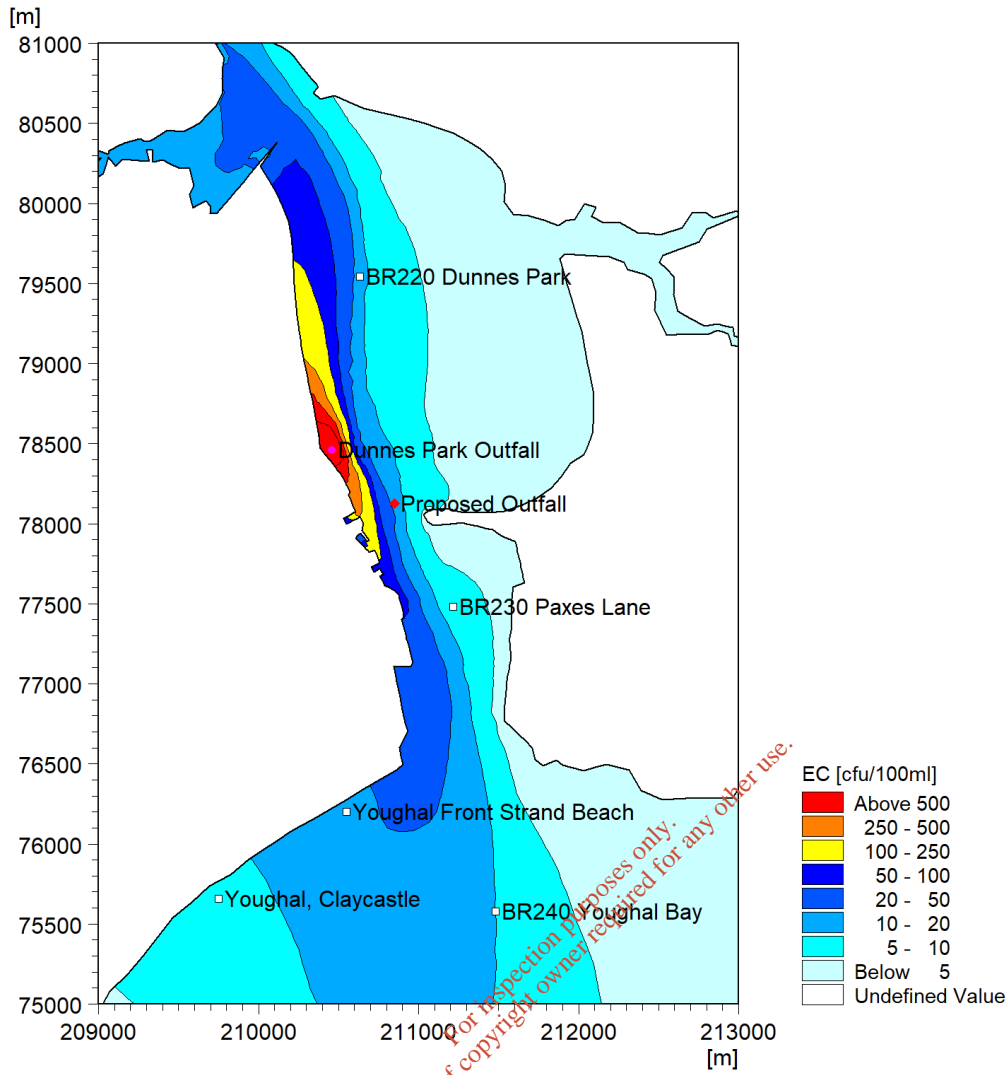 [m]
81000
80500
80000
79500
79000
78500
78000
77500
77000
76500
76000
75500
75000
BR220 Dunnes Park
Dunnes Park Outfall
Proposed Outfall
BR230 Paxes Lane
Youghal Front Strand Beach
Youghal, Claycastle
BR240 Youghal Bay
209000 210000 211000 212000 213000
[m]
EC [cfu/100ml]
Above 500
250 - 500
100 - 250
50 - 100
20 - 50
10 - 20
5 - 10
Below 5
Undefined Value
For inspection purposes only.
f copyright owner required for any other use.